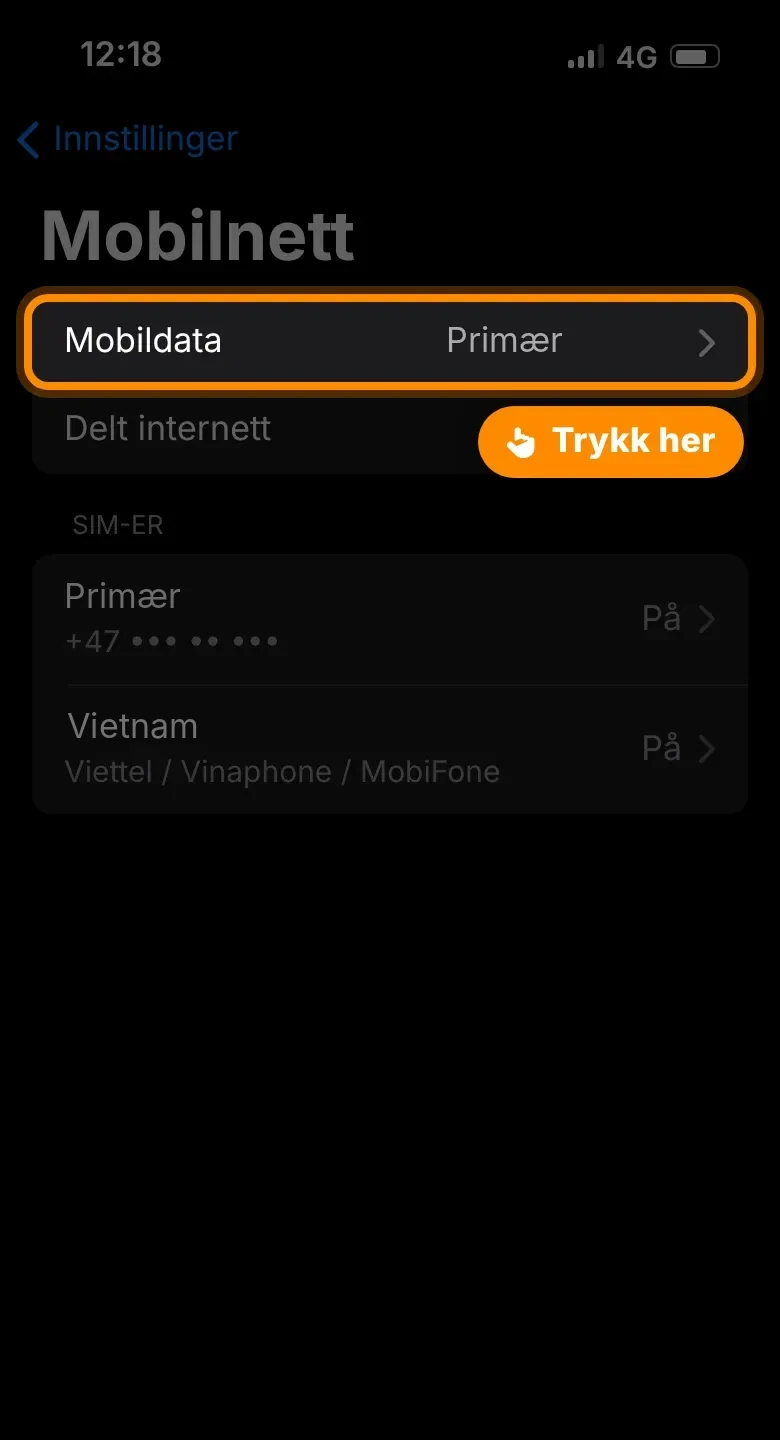 12:18 4G
Innstillinger
Mobilnett
Mobildata Primær
Delt internett
Trykk her
SIM-ER
Primær
På
+47 ••• •• •••
Vietnam
På
Viettel / Vinaphone / MobiFone